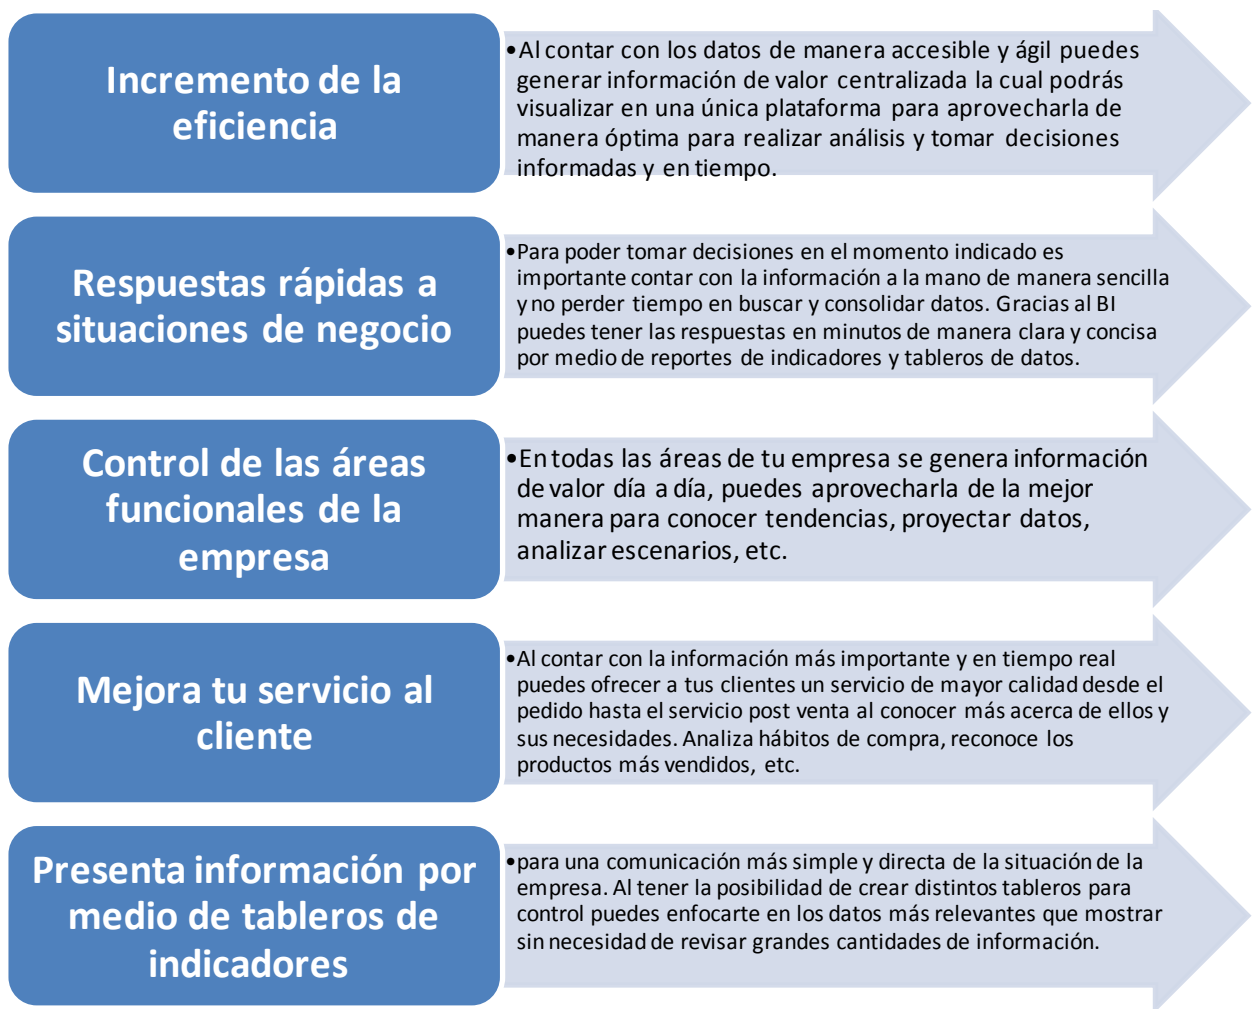 Incremento de la
eficiencia
•Al contar con los datos de manera accesible y ágil puedes
generar información de valor centralizada la cual podrás
visualizar en una única plataforma para aprovecharla de
manera óptima para realizar análisis y tomar decisiones
informadas y en tiempo.
Respuestas rápidas a
situaciones de negocio
•Para poder tomar decisiones en el momento indicado es
importante contar con la información a la mano de manera sencilla
y no perder tiempo en buscar y consolidar datos. Gracias al BI
puedes tener las respuestas en minutos de manera clara y concisa
por medio de reportes de indicadores y tableros de datos.
Control de las áreas
funcionales de la
empresa
•En todas las áreas de tu empresa se genera información
de valor día a día, puedes aprovecharla de la mejor
manera para conocer tendencias, proyectar datos,
analizar escenarios, etc.
Mejora tu servicio al
cliente
•Al contar con la información más importante y en tiempo real
puedes ofrecer a tus clientes un servicio de mayor calidad desde el
pedido hasta el servicio post venta al conocer más acerca de ellos y
sus necesidades. Analiza hábitos de compra, reconoce los
productos más vendidos, etc.
Presenta información por
medio de tableros de
indicadores
•para una comunicación más simple y directa de la situación de la
empresa. Al tener la posibilidad de crear distintos tableros para
control puedes enfocarte en los datos más relevantes que mostrar
sin necesidad de revisar grandes cantidades de información.